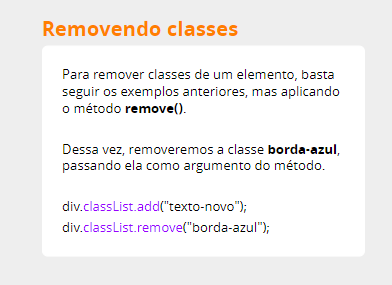 Removendo classes
Para remover classes de um elemento, basta
seguir os exemplos anteriores, mas aplicando
o método remove().
Dessa vez, removeremos a classe borda-azul,
passando ela como argumento do método.
div.classList.add("texto-novo");
div.classList.remove("borda-azul");